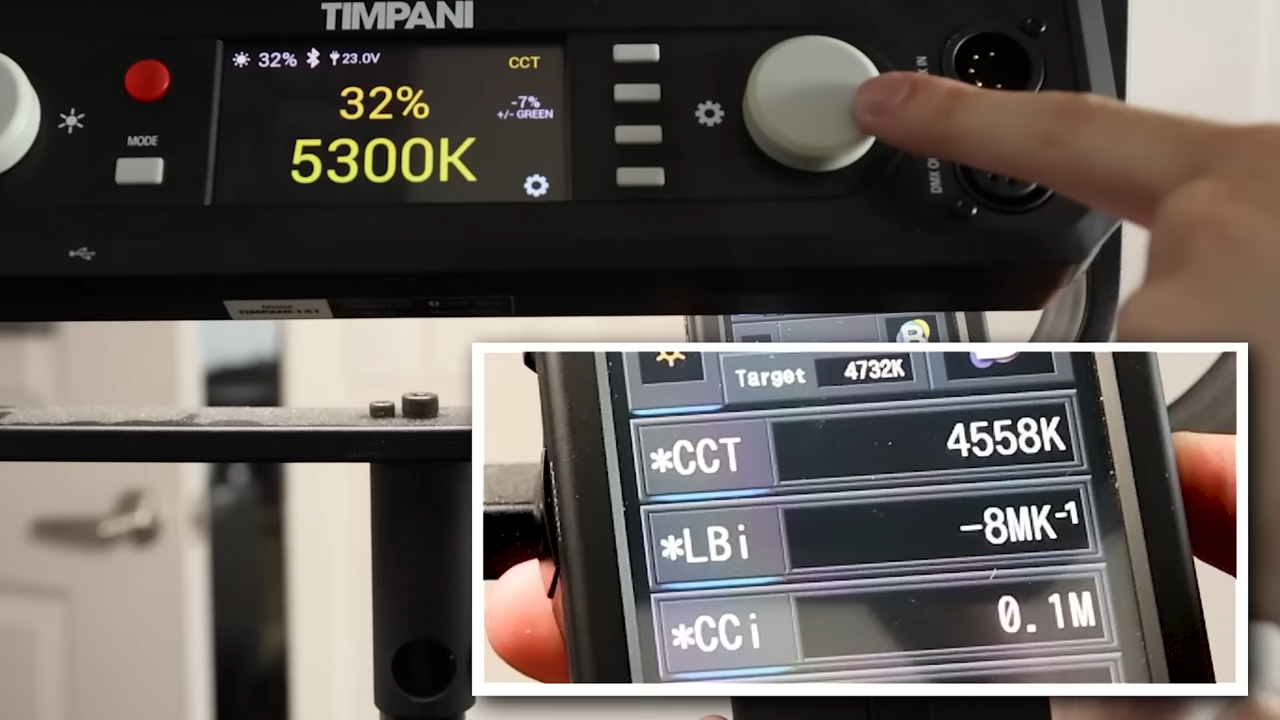 TIMPANI
32% 23.0V
CCT
32%
-7%
+/- GREEN
5300K
MODE
DMX
Target 4732K
*CCT 4558K
*LBi -8MK⁻¹
*CCi 0.1M